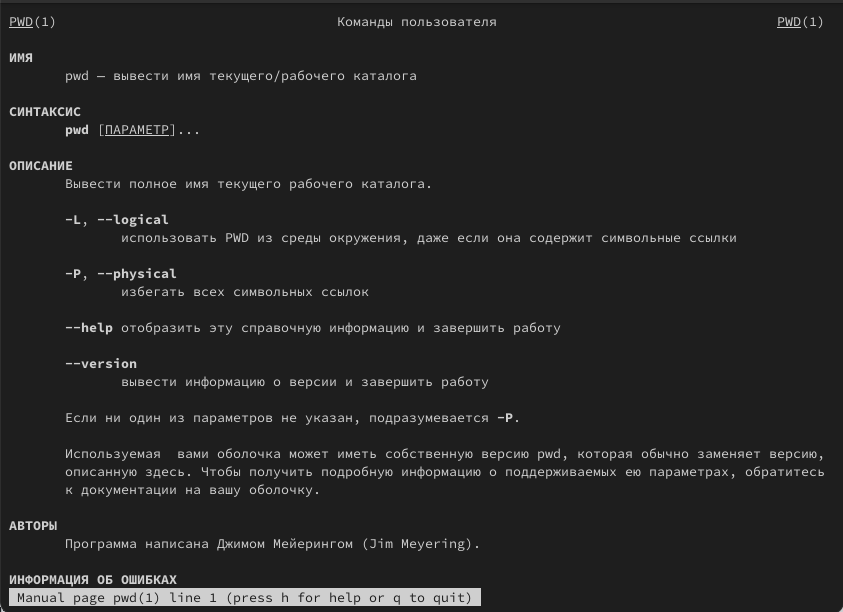 PWD(1) Команды пользователя PWD(1)
ИМЯ
pwd — вывести имя текущего/рабочего каталога
СИНТАКСИС
pwd [ПАРАМЕТР]...
ОПИСАНИЕ
Вывести полное имя текущего рабочего каталога.
-L, --logical
использовать PWD из среды окружения, даже если она содержит символьные ссылки
-P, --physical
избегать всех символьных ссылок
--help отобразить эту справочную информацию и завершить работу
--version
вывести информацию о версии и завершить работу
Если ни один из параметров не указан, подразумевается -P.
Используемая  вами оболочка может иметь собственную версию pwd, которая обычно заменяет версию,
описанную здесь. Чтобы получить подробную информацию о поддерживаемых ею параметрах, обратитесь
к документации на вашу оболочку.
АВТОРЫ
Программа написана Джимом Мейерингом (Jim Meyering).
ИНФОРМАЦИЯ ОБ ОШИБКАХ
Manual page pwd(1) line 1 (press h for help or q to quit)